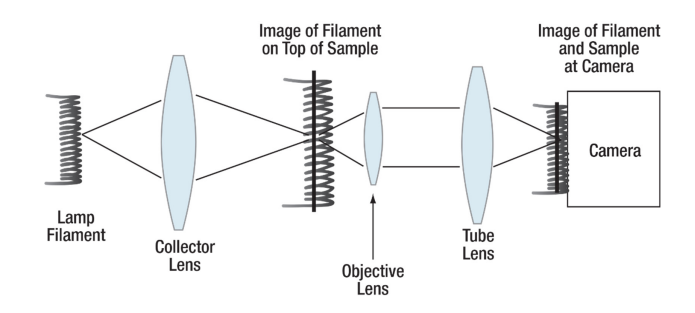 Image of Filament
on Top of Sample
Image of Filament
and Sample
at Camera
Camera
Lamp
Filament
Collector
Lens
Objective
Lens
Tube
Lens